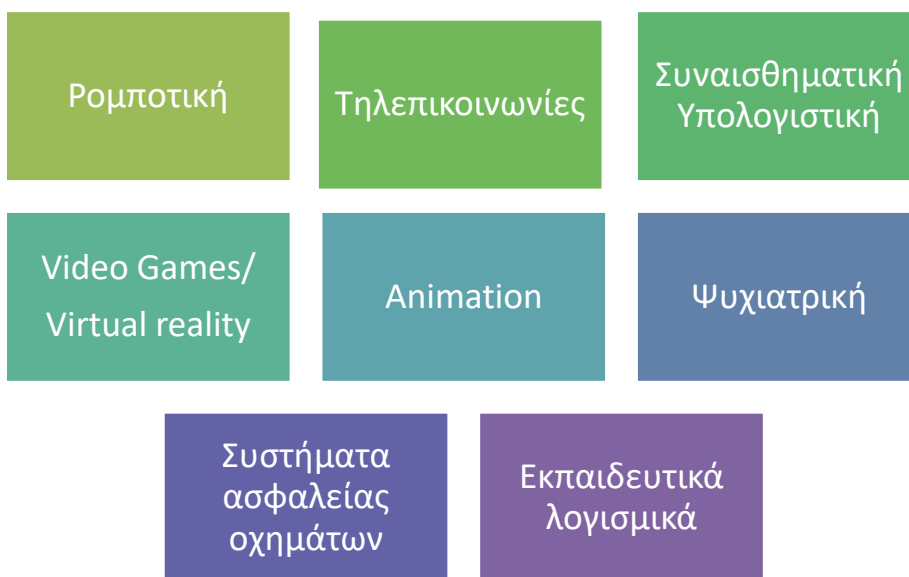 Ρομποτική
Τηλεπικοινωνίες
Συναισθηματική
Υπολογιστική
Video Games/
Virtual reality
Animation
Ψυχιατρική
Συστήματα
ασφαλείας
οχημάτων
Εκπαιδευτικά
λογισμικά